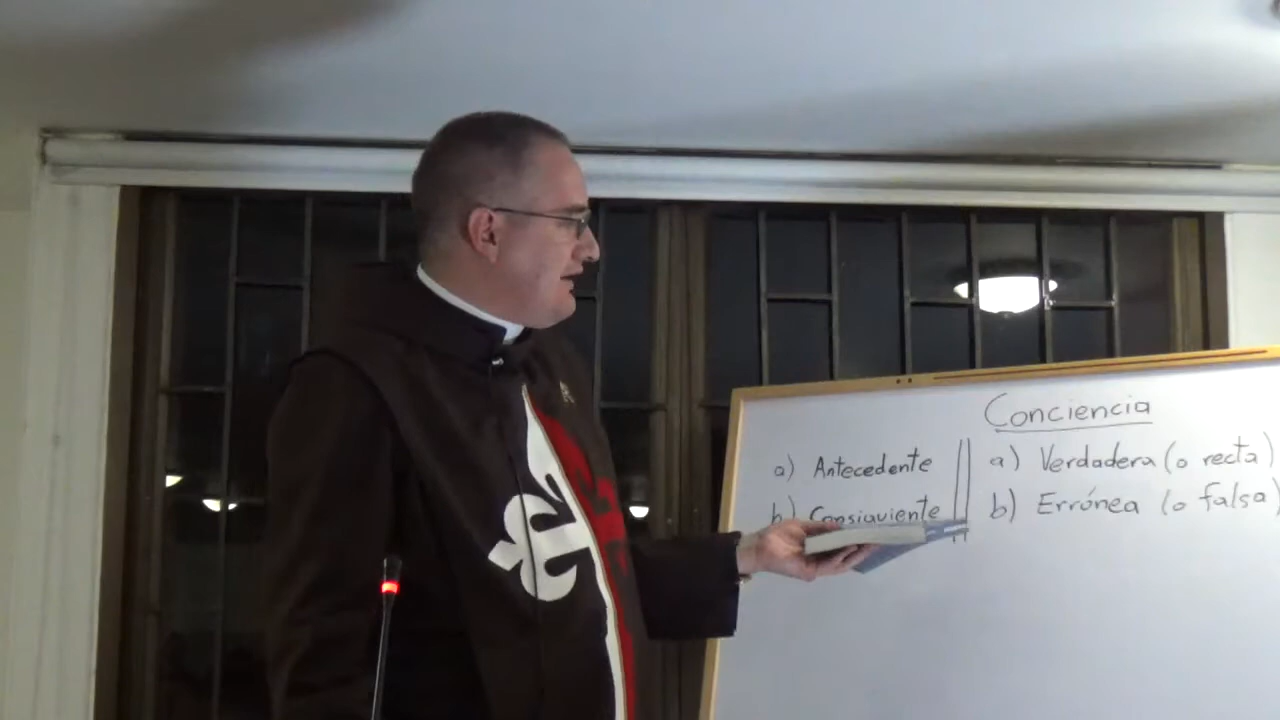 Conciencia
a) Antecedente
b) Consiguiente
a) Verdadera (o recta)
b) Errónea (o falsa)